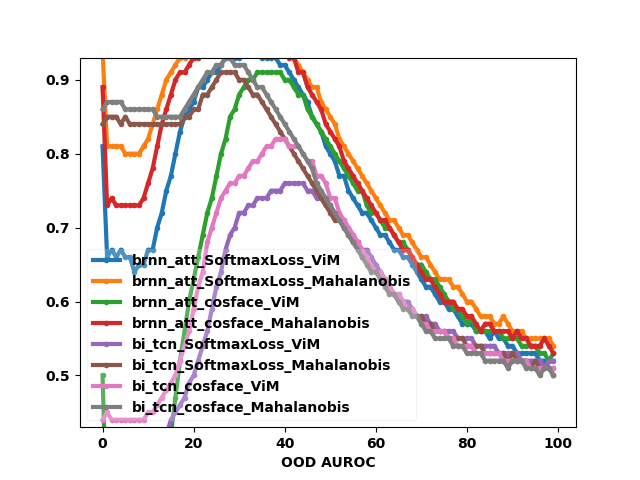 0.9
0.8
0.7
0.6
0.5
brnn_att_SoftmaxLoss_ViM
brnn_att_SoftmaxLoss_Mahalanobis
brnn_att_cosface_ViM
brnn_att_cosface_Mahalanobis
bi_tcn_SoftmaxLoss_ViM
bi_tcn_SoftmaxLoss_Mahalanobis
bi_tcn_cosface_ViM
bi_tcn_cosface_Mahalanobis
0 20 40 60 80 100
OOD AUROC